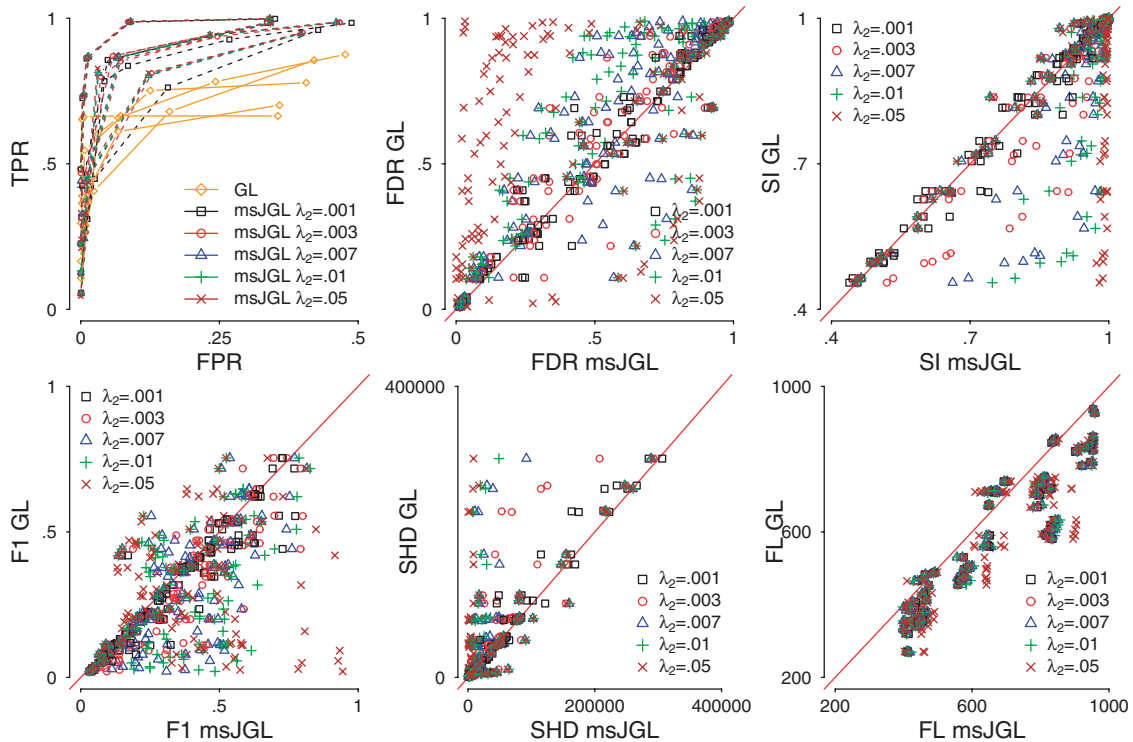 1
.5
0
TPR
0
.25
.5
FPR
GL
msJGL λ2=.001
msJGL λ2=.003
msJGL λ2=.007
msJGL λ2=.01
msJGL λ2=.05
1
.5
0
FDR GL
0
.5
1
FDR msJGL
λ2=.001
λ2=.003
λ2=.007
λ2=.01
λ2=.05
1
.7
.4
SI GL
.4
.7
1
SI msJGL
λ2=.001
λ2=.003
λ2=.007
λ2=.01
λ2=.05
1
.5
0
F1 GL
0
.5
1
F1 msJGL
λ2=.001
λ2=.003
λ2=.007
λ2=.01
λ2=.05
400000
0
SHD GL
0
200000
400000
SHD msJGL
λ2=.001
λ2=.003
λ2=.007
λ2=.01
λ2=.05
1000
600
200
FL GL
200
600
1000
FL msJGL
λ2=.001
λ2=.003
λ2=.007
λ2=.01
λ2=.05